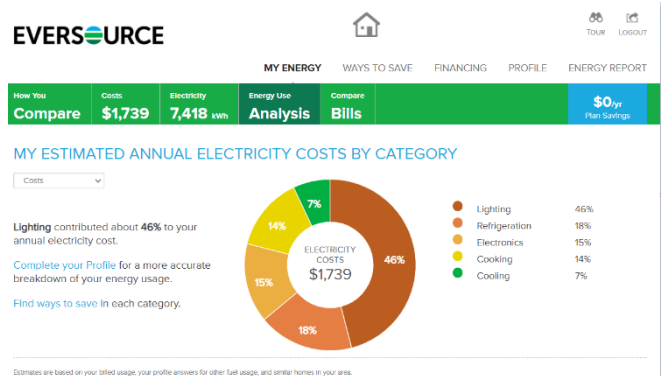 EVERSOURCE
TOUR LOGOUT
MY ENERGY WAYS TO SAVE FINANCING PROFILE ENERGY REPORT
How You Costs Electricity Energy Use Compare
Compare $1,739 7,418 kWh Analysis Bills
$0/yr
Plan Savings
MY ESTIMATED ANNUAL ELECTRICITY COSTS BY CATEGORY
Costs
Lighting contributed about 46% to your
annual electricity cost.
Complete your Profile for a more accurate
breakdown of your energy usage.
Find ways to save in each category.
7%
14%
15%
18%
46%
ELECTRICITY
COSTS
$1,739
Lighting 46%
Refrigeration 18%
Electronics 15%
Cooking 14%
Cooling 7%
Estimates are based on your billed usage, your profile answers for other fuel usage, and similar homes in your area.